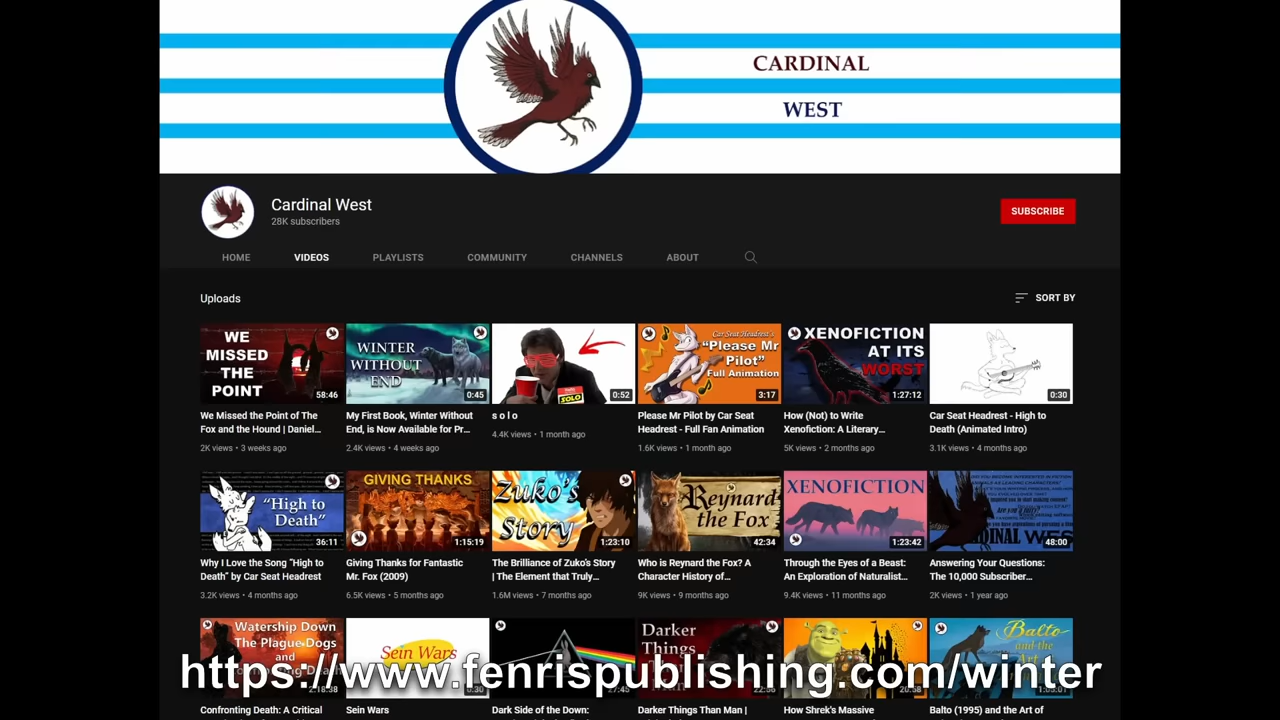 CARDINAL
WEST
Cardinal West
28K subscribers
SUBSCRIBE
HOME
VIDEOS
PLAYLISTS
COMMUNITY
CHANNELS
ABOUT
Uploads
SORT BY
WE
MISSED
THE
POINT
58:46
WINTER
WITHOUT
END
0:45
SOLO
0:52
Car Seat Headrest's
"Please Mr
Pilot"
Full Animation
3:17
XENOFICTION
AT ITS
WORST
1:27:12
0:30
We Missed the Point of The
Fox and the Hound | Daniel...
2K views • 3 weeks ago
My First Book, Winter Without
End, is Now Available for Pr...
2.4K views • 4 weeks ago
s o l o
4.4K views • 1 month ago
Please Mr Pilot by Car Seat
Headrest - Full Fan Animation
1.6K views • 1 month ago
How (Not) to Write
Xenofiction: A Literary...
5K views • 2 months ago
Car Seat Headrest - High to
Death (Animated Intro)
3.1K views • 4 months ago
"High to
Death"
36:11
GIVING THANKS
1:15:19
Zuko's
Story
1:23:10
Reynard
the Fox
42:34
XENOFICTION
1:23:42
CARDINAL WES
48:00
Why I Love the Song "High to
Death" by Car Seat Headrest
3.2K views • 4 months ago
Giving Thanks for Fantastic
Mr. Fox (2009)
6.5K views • 5 months ago
The Brilliance of Zuko's Story
| The Element that Truly...
1.6M views • 7 months ago
Who is Reynard the Fox? A
Character History of...
9K views • 9 months ago
Through the Eyes of a Beast:
An Exploration of Naturalist...
9.4K views • 11 months ago
Answering Your Questions:
The 10,000 Subscriber...
2K views • 1 year ago
Watership Down
The Plague Dogs
and
Sein Wars
Darker
Things
Balto
and the
Art
https://www.fenrispublishing.com/winter
Confronting Death: A Critical
Sein Wars
Dark Side of the Down:
Darker Things Than Man |
How Shrek's Massive
Balto (1995) and the Art of